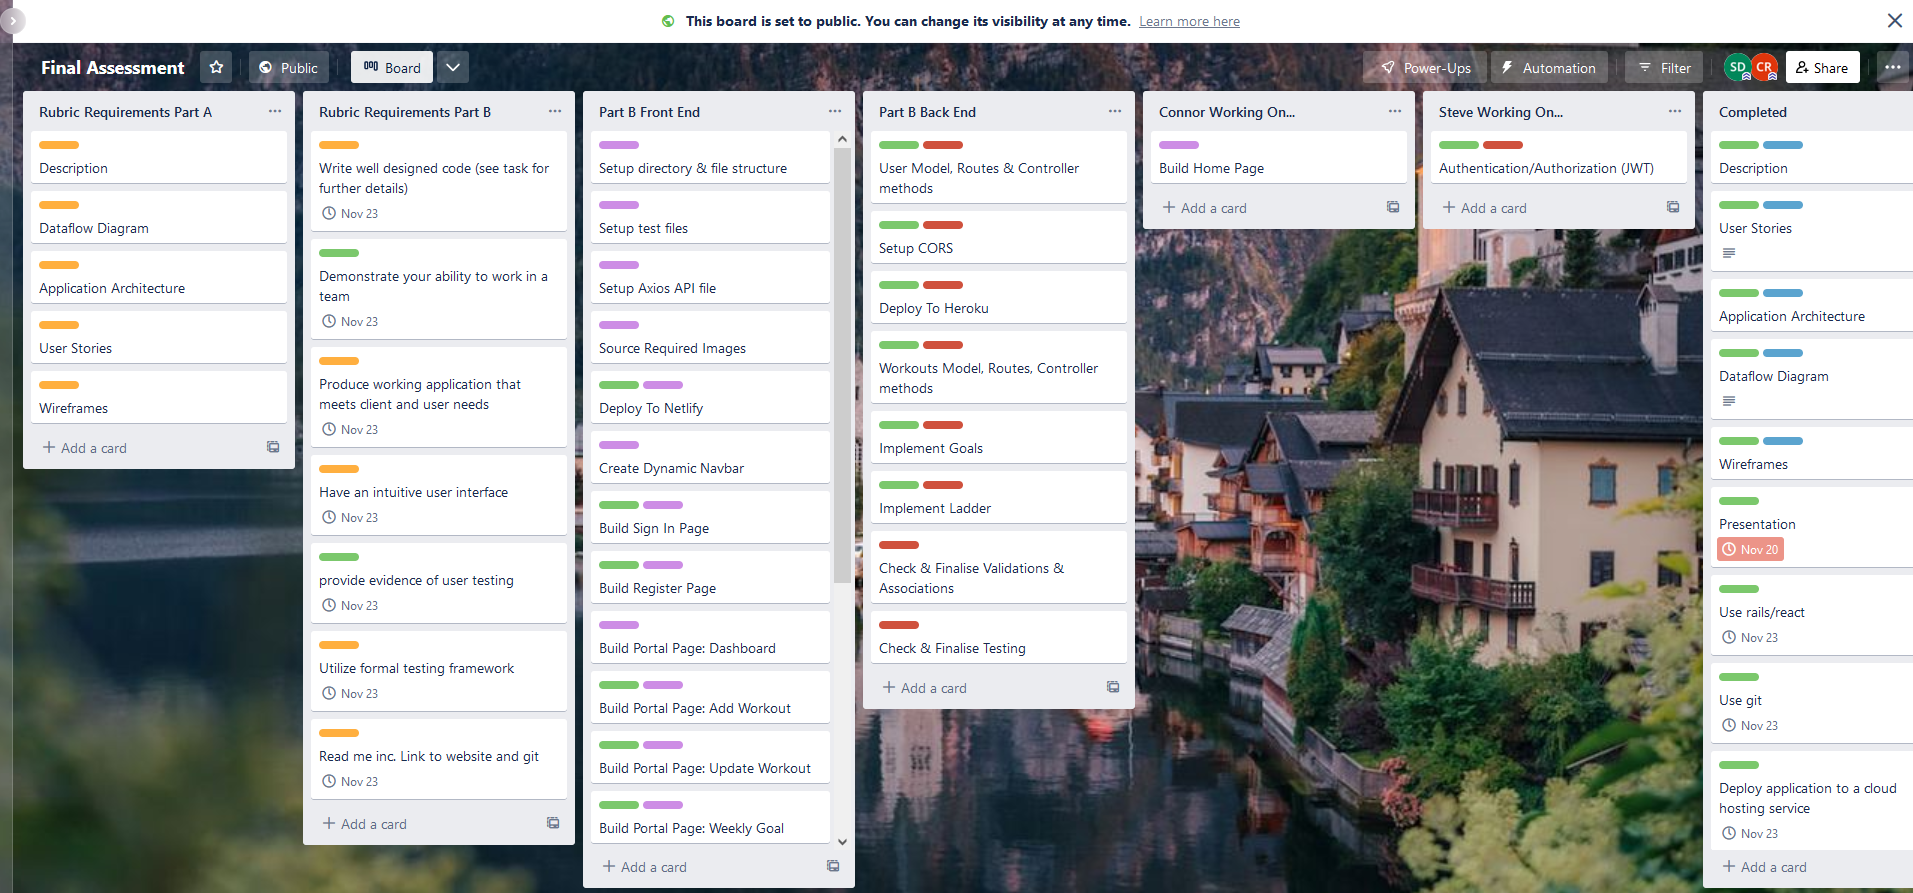 This board is set to public. You can change its visibility at any time. Learn more here
Final Assessment
Public
Board
Power-Ups
Automation
Filter
SD
CR
Share
Rubric Requirements Part A
Description
Dataflow Diagram
Application Architecture
User Stories
Wireframes
Add a card
Rubric Requirements Part B
Write well designed code (see task for
further details)
Nov 23
Demonstrate your ability to work in a
team
Nov 23
Produce working application that
meets client and user needs
Nov 23
Have an intuitive user interface
Nov 23
provide evidence of user testing
Nov 23
Utilize formal testing framework
Nov 23
Read me inc. Link to website and git
Nov 23
Add a card
Part B Front End
Setup directory & file structure
Setup test files
Setup Axios API file
Source Required Images
Deploy To Netlify
Create Dynamic Navbar
Build Sign In Page
Build Register Page
Build Portal Page: Dashboard
Build Portal Page: Add Workout
Build Portal Page: Update Workout
Build Portal Page: Weekly Goal
Add a card
Part B Back End
User Model, Routes & Controller
methods
Setup CORS
Deploy To Heroku
Workouts Model, Routes, Controller
methods
Implement Goals
Implement Ladder
Check & Finalise Validations &
Associations
Check & Finalise Testing
Add a card
Connor Working On...
Build Home Page
Add a card
Steve Working On...
Authentication/Authorization (JWT)
Add a card
Completed
Description
User Stories
Application Architecture
Dataflow Diagram
Wireframes
Presentation
Nov 20
Use rails/react
Nov 23
Use git
Nov 23
Deploy application to a cloud
hosting service
Nov 23
Add a card